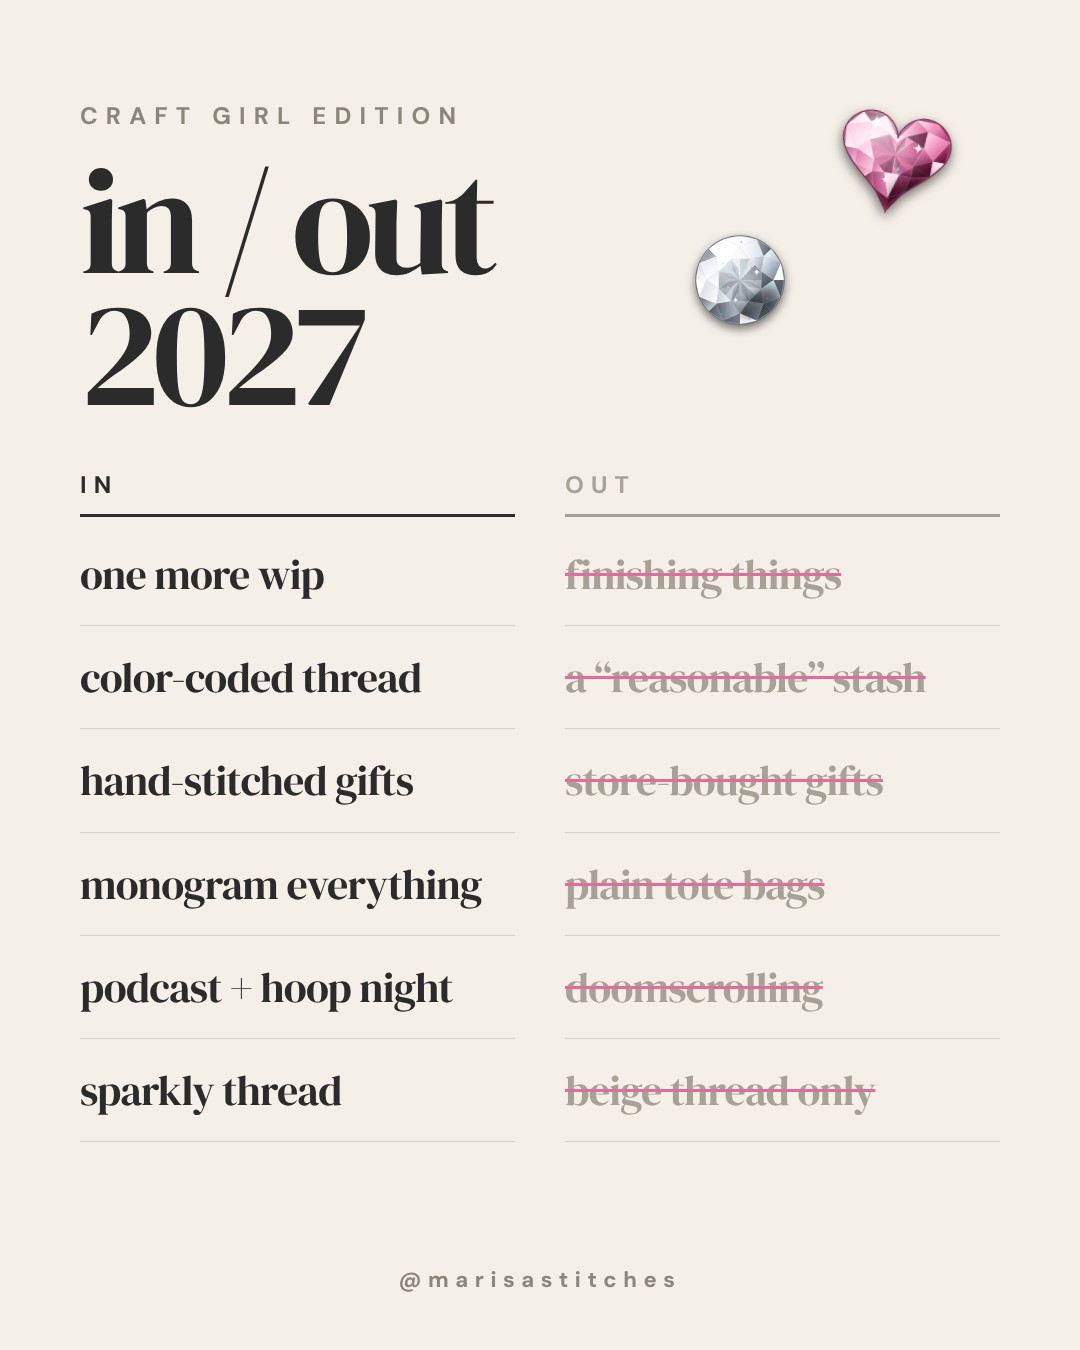 CRAFT GIRL EDITION
in / out
2027
IN
one more wip
color-coded thread
hand-stitched gifts
monogram everything
podcast + hoop night
sparkly thread
OUT
finishing things
a “reasonable” stash
store-bought gifts
plain tote bags
doomscrolling
beige thread only
@marisastitches